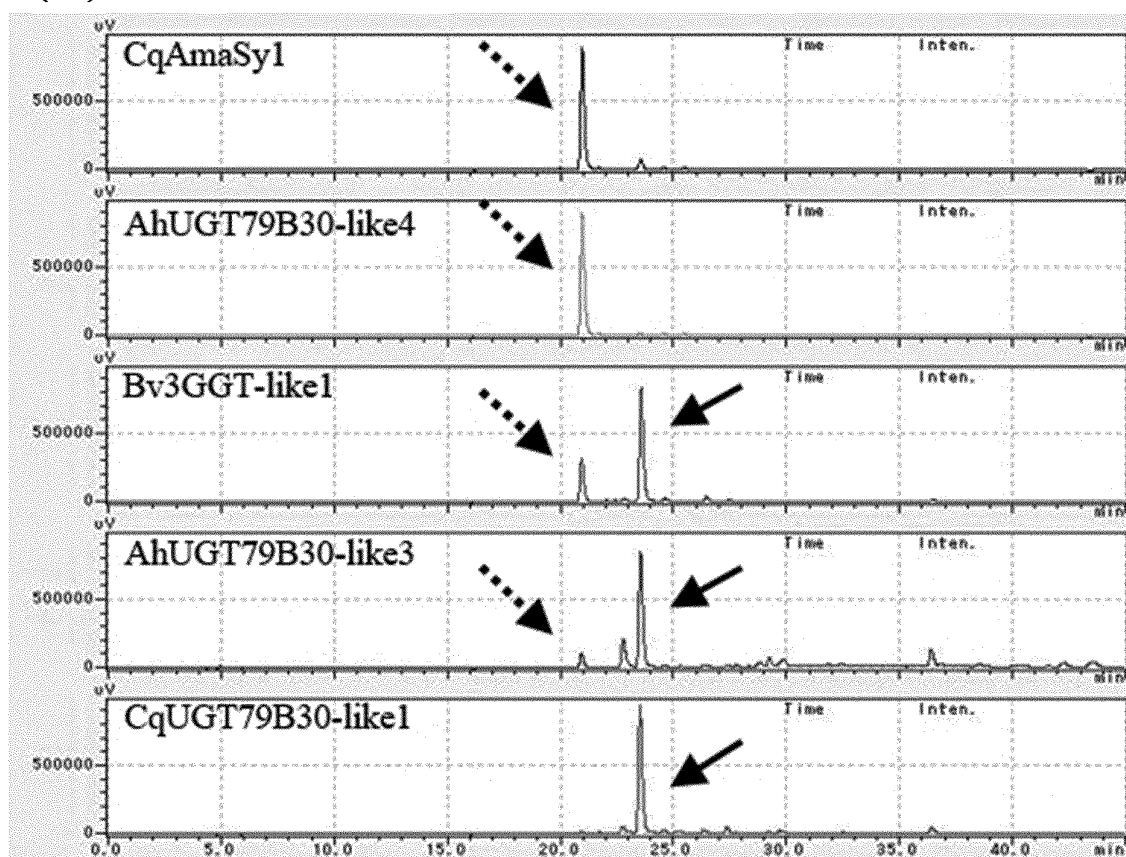 uV
CqAmaSy1
Time Inten.
500000
0
min
uV
AhUGT79B30-like4
Time Inten.
500000
0
min
uV
Bv3GGT-like1
Time Inten.
500000
0
min
uV
AhUGT79B30-like3
Time Inten.
500000
0
min
uV
CqUGT79B30-like1
Time Inten.
500000
0
0.0 5.0 10.0 15.0 20.0 25.0 30.0 35.0 40.0 min